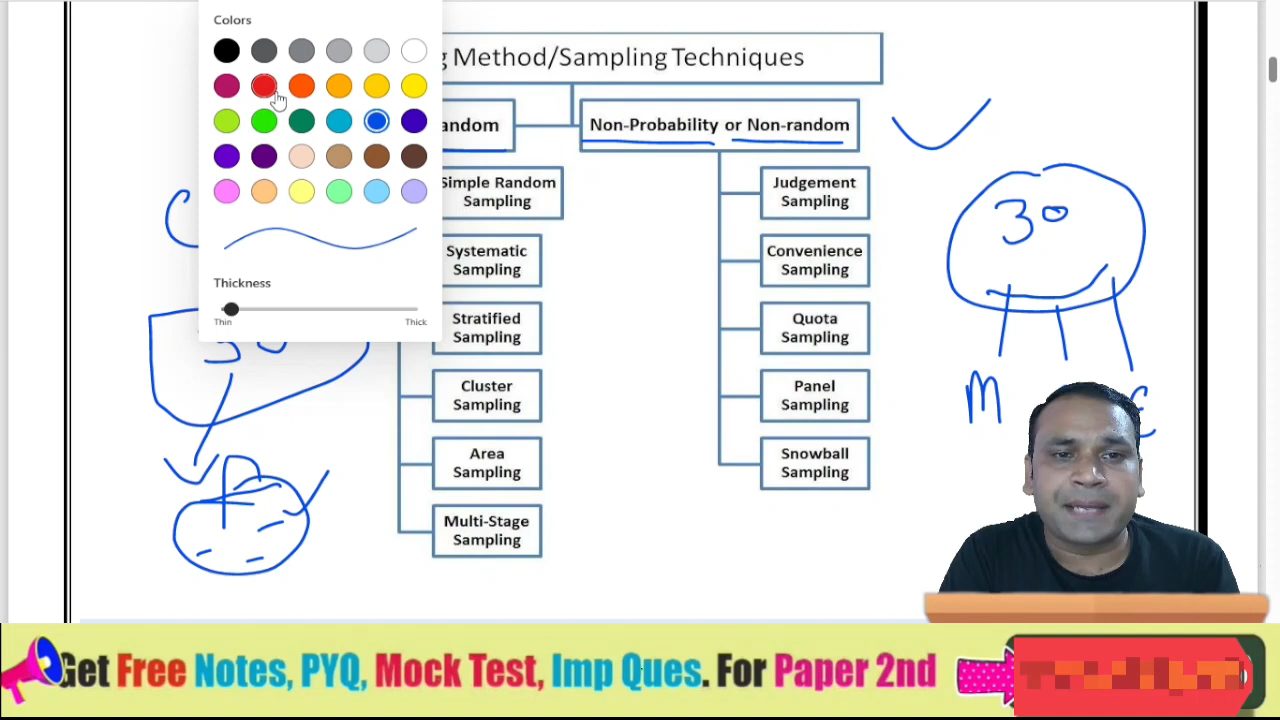 Colors
g Method/Sampling Techniques
andom
Non-Probability or Non-random
Simple Random
Sampling
Judgement
Sampling
Systematic
Sampling
Convenience
Sampling
Thickness
Thin
Thick
Stratified
Sampling
Quota
Sampling
30
30
Cluster
Sampling
Panel
Sampling
M
E
Area
Sampling
Snowball
Sampling
Multi-Stage
Sampling
Get Free Notes, PYQ, Mock Test, Imp Ques. For Paper 2nd